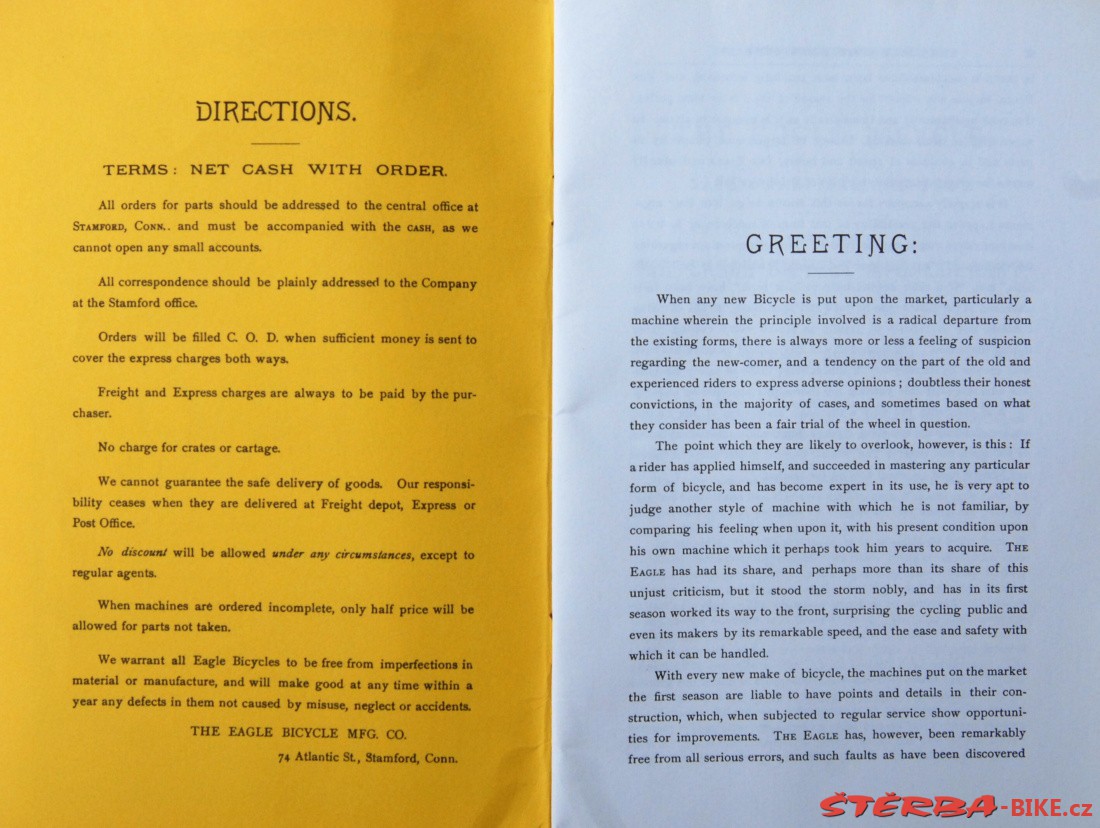 DIRECTIONS.
TERMS: NET CASH WITH ORDER.
All orders for parts should be addressed to the central office at
STAMFORD, CONN.. and must be accompanied with the CASH, as we
cannot open any small accounts.
All correspondence should be plainly addressed to the Company
at the Stamford office.
Orders will be filled C. O. D. when sufficient money is sent to
cover the express charges both ways.
Freight and Express charges are always to be paid by the pur-
chaser.
No charge for crates or cartage.
We cannot guarantee the safe delivery of goods. Our responsi-
bility ceases when they are delivered at Freight depot, Express or
Post Office.
No discount will be allowed under any circumstances, except to
regular agents.
When machines are ordered incomplete, only half price will be
allowed for parts not taken.
We warrant all Eagle Bicycles to be free from imperfections in
material or manufacture, and will make good at any time within a
year any defects in them not caused by misuse, neglect or accidents.
THE EAGLE BICYCLE MFG. CO.
74 Atlantic St., Stamford, Conn.
GREETING:
When any new Bicycle is put upon the market, particularly a
machine wherein the principle involved is a radical departure from
the existing forms, there is always more or less a feeling of suspicion
regarding the new-comer, and a tendency on the part of the old and
experienced riders to express adverse opinions; doubtless their honest
convictions, in the majority of cases, and sometimes based on what
they consider has been a fair trial of the wheel in question.
The point which they are likely to overlook, however, is this: If
a rider has applied himself, and succeeded in mastering any particular
form of bicycle, and has become expert in its use, he is very apt to
judge another style of machine with which he is not familiar, by
comparing his feeling when upon it, with his present condition upon
his own machine which it perhaps took him years to acquire. THE
EAGLE has had its share, and perhaps more than its share of this
unjust criticism, but it stood the storm nobly, and has in its first
season worked its way to the front, surprising the cycling public and
even its makers by its remarkable speed, and the ease and safety with
which it can be handled.
With every new make of bicycle, the machines put on the market
the first season are liable to have points and details in their con-
struction, which, when subjected to regular service show opportuni-
ties for improvements. THE EAGLE has, however, been remarkably
free from all serious errors, and such faults as have been discovered
ŠTĚRBA-BIKE.cz